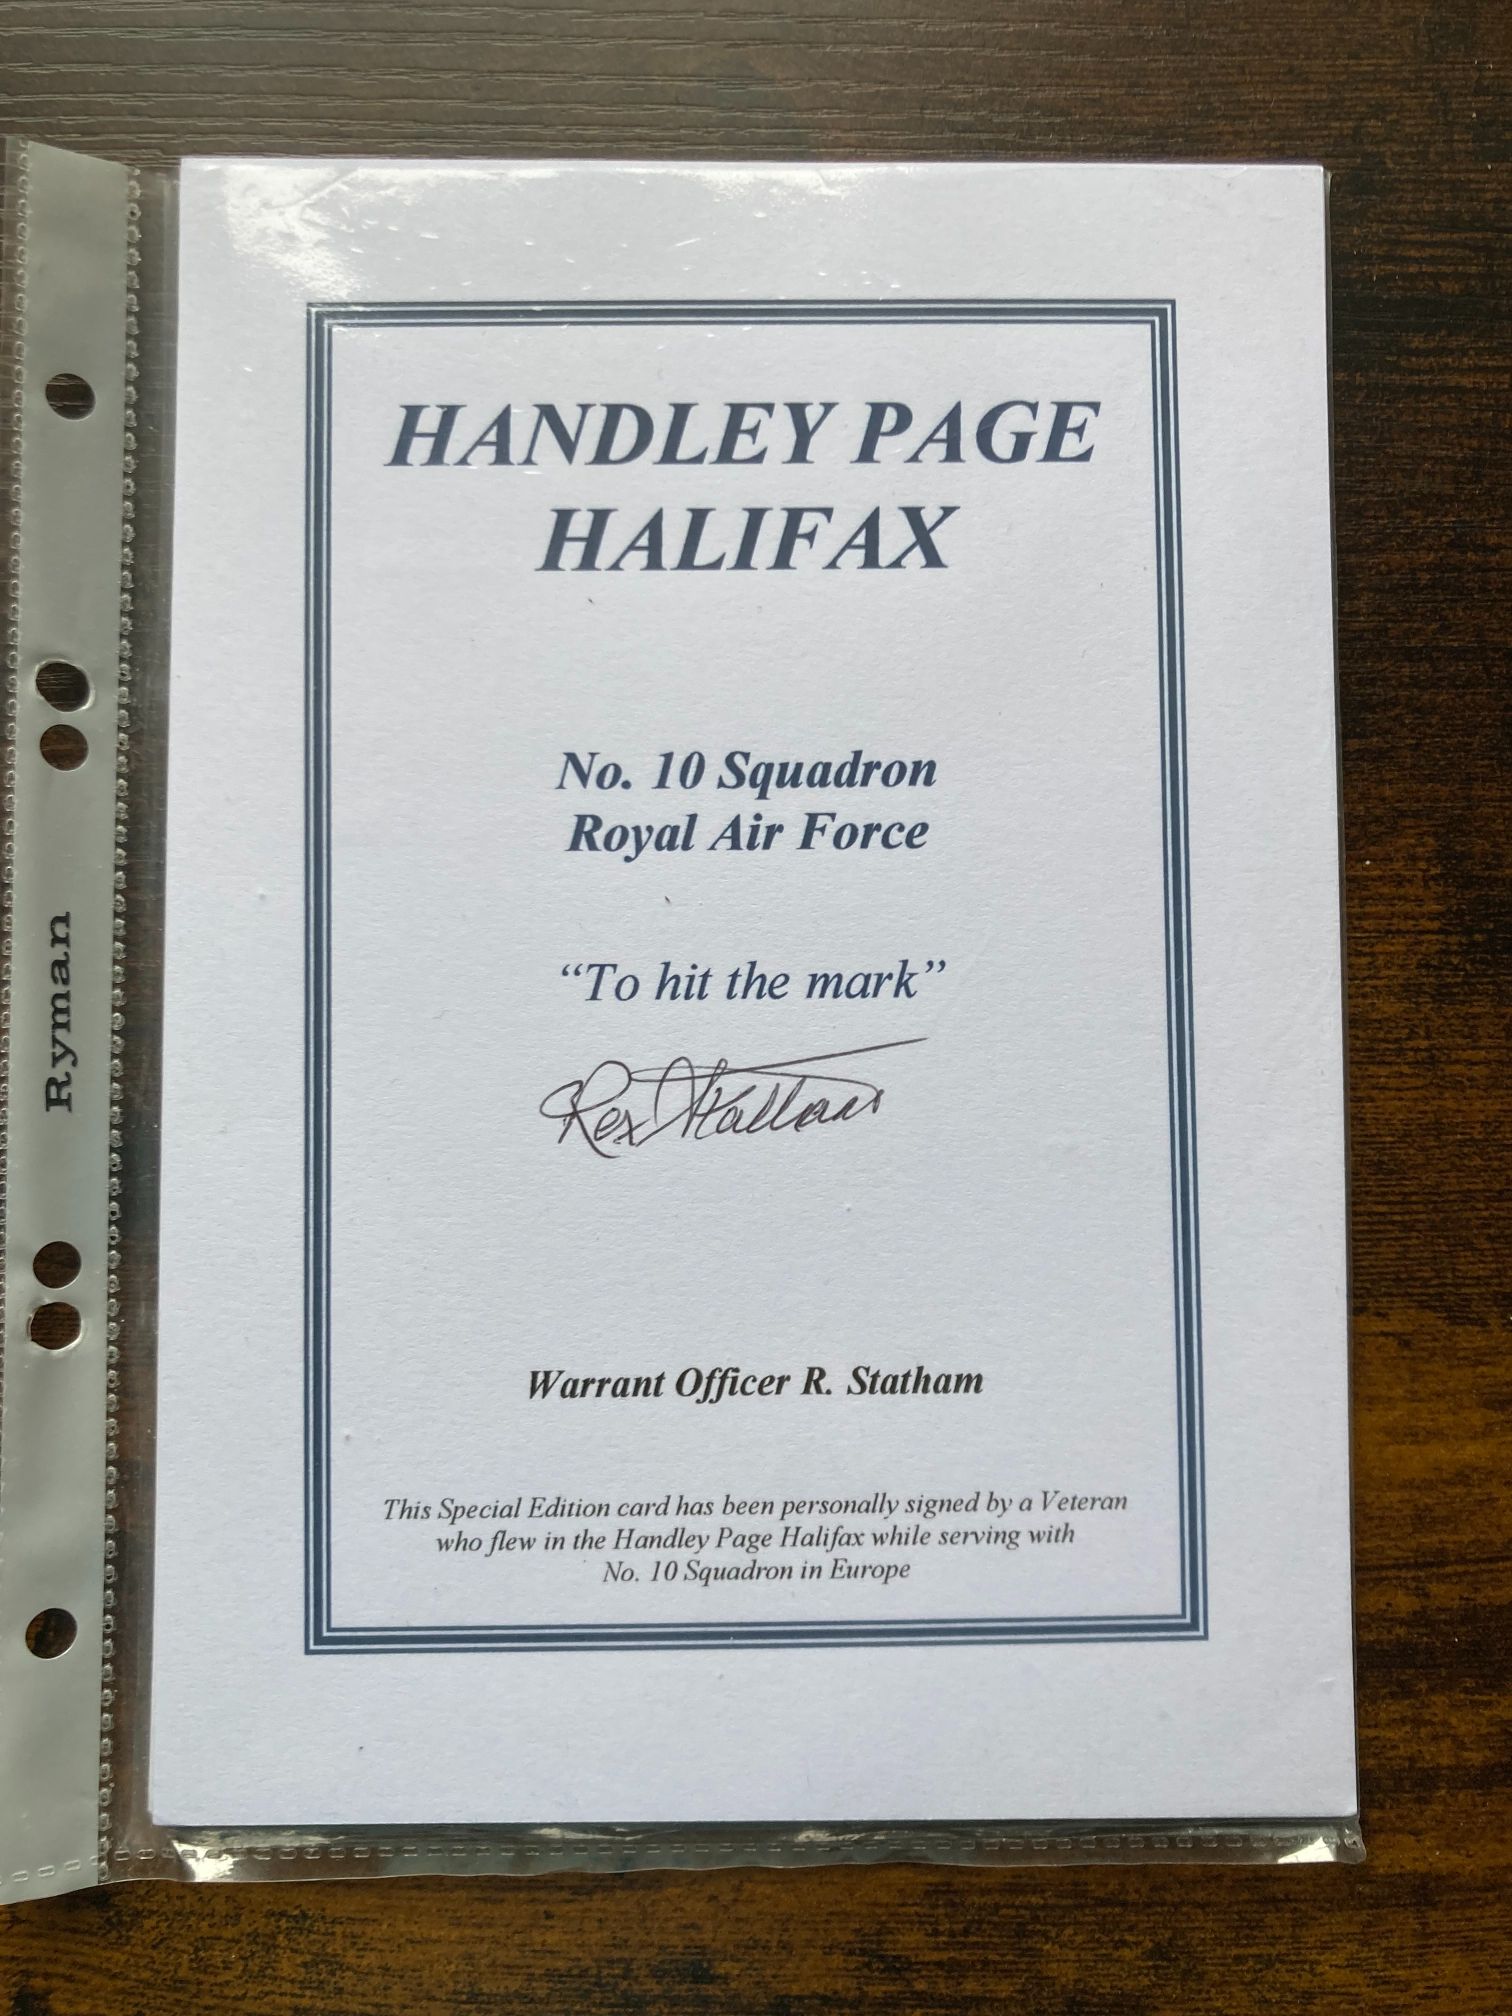 HANDLEY PAGE
HALIFAX
No. 10 Squadron
Royal Air Force
“To hit the mark”
Rex Statham
Warrant Officer R. Statham
This Special Edition card has been personally signed by a Veteran
who flew in the Handley Page Halifax while serving with
No. 10 Squadron in Europe
Ryman